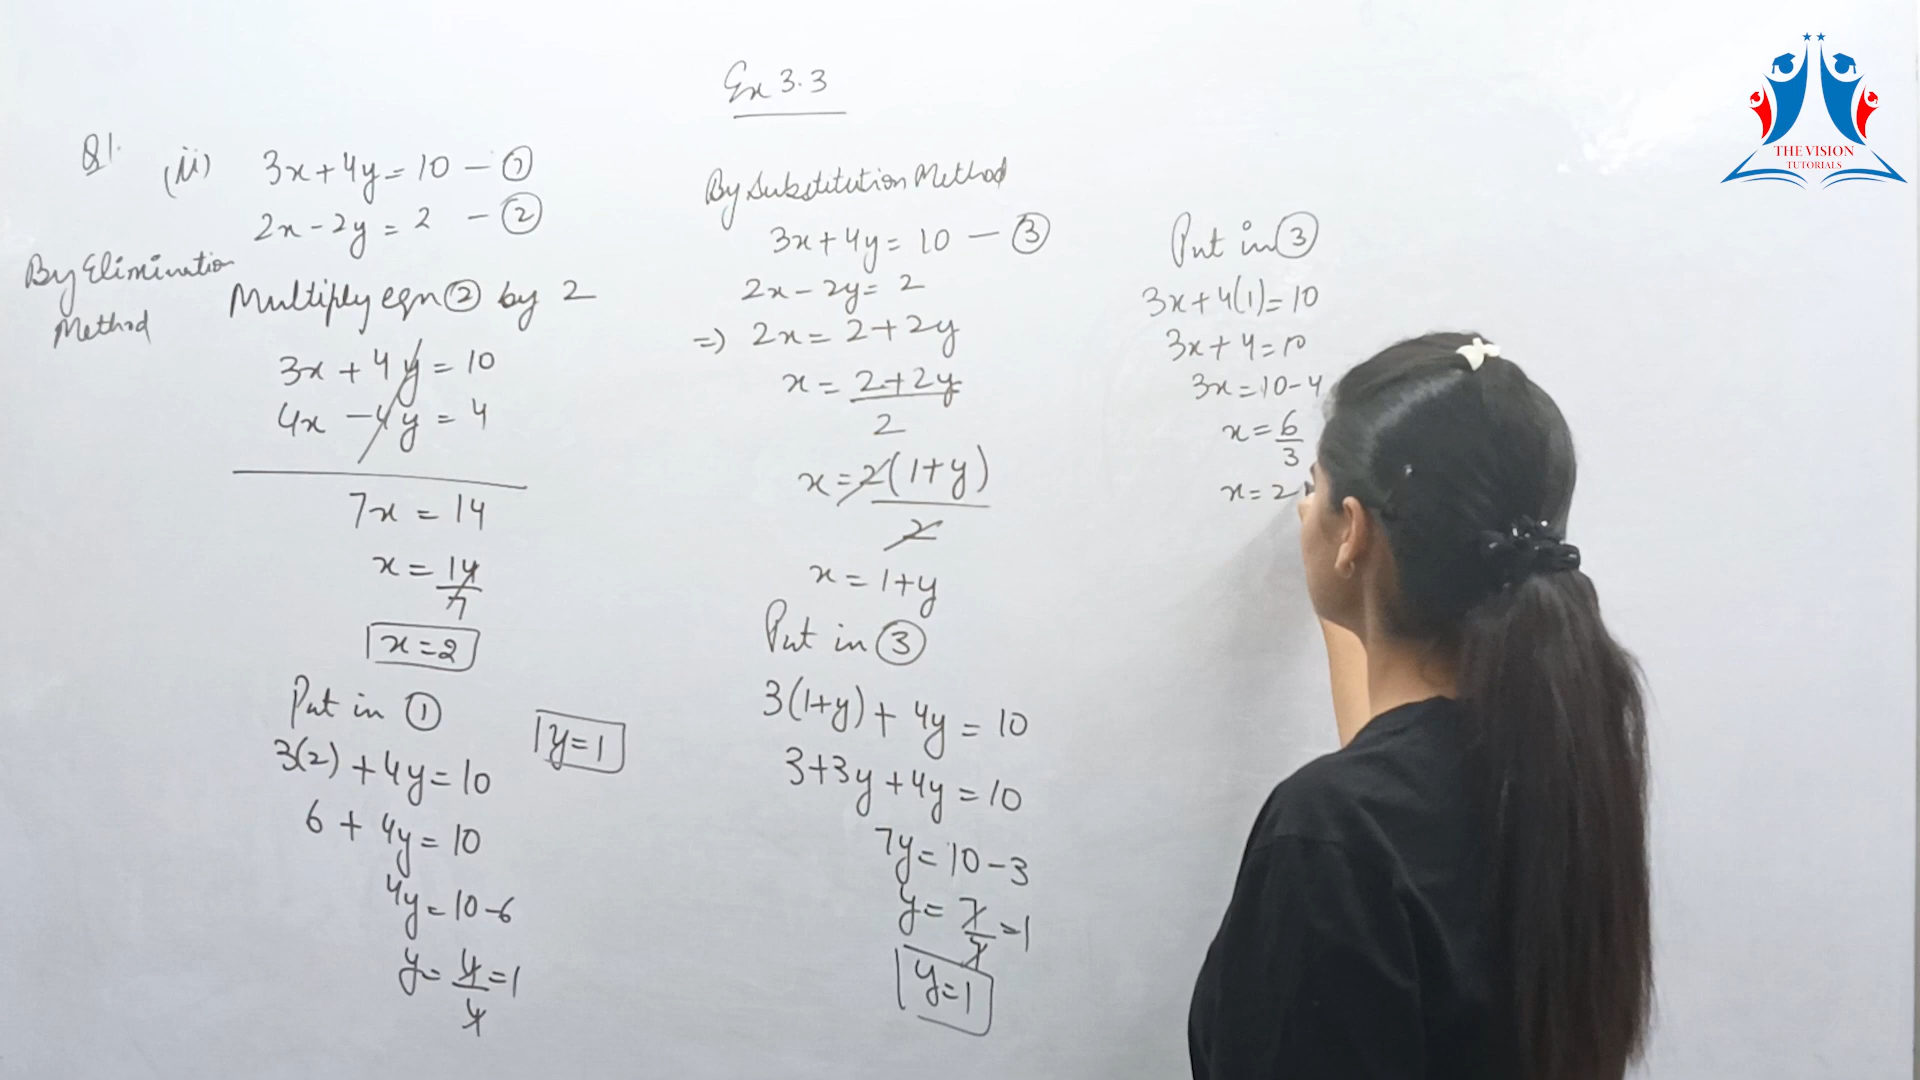 Ex 3.3
Q1. (ii) 3x + 4y = 10 - ①
2x - 2y = 2 - ②
By Elimination
Method
Multiply eqn ② by 2
3x + 4y = 10
4x - 4y = 4
7x = 14
x = 14/7
x = 2
Put in ①
3(2) + 4y = 10
6 + 4y = 10
4y = 10 - 6
y = 4/4 = 1
y = 1
By Substitution Method
3x + 4y = 10 - ③
2x - 2y = 2
=> 2x = 2 + 2y
x = 2 + 2y / 2
x = 2(1 + y) / 2
x = 1 + y
Put in ③
3(1 + y) + 4y = 10
3 + 3y + 4y = 10
7y = 10 - 3
y = 7/7 = 1
y = 1
Put in ③
3x + 4(1) = 10
3x + 4 = 10
3x = 10 - 4
x = 6/3
x = 2
THE VISION
TUTORIALS